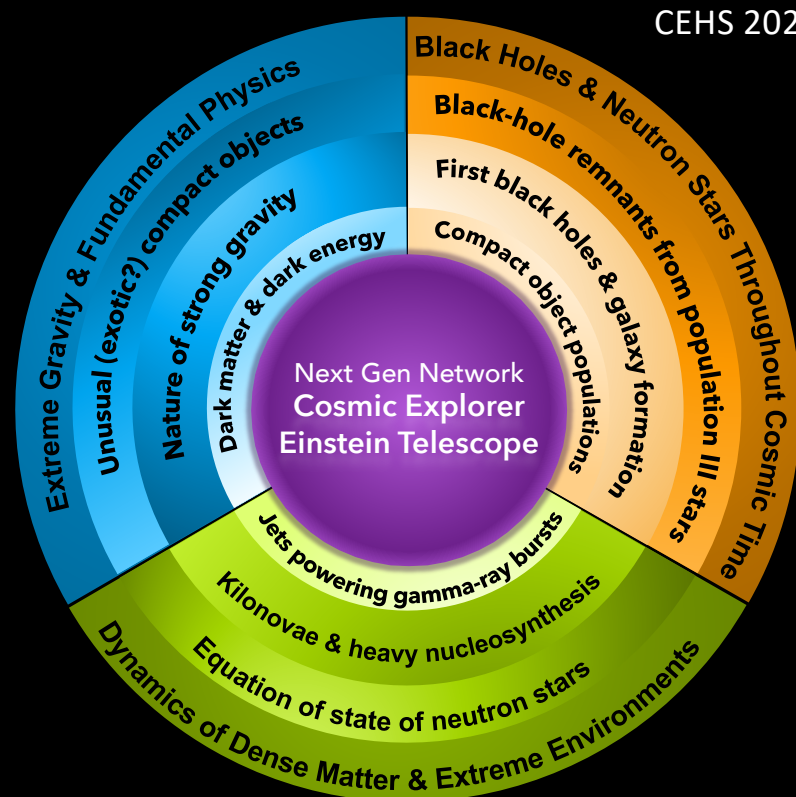 CEHS 202
Extreme Gravity & Fundamental Physics
Unusual (exotic?) compact objects
Nature of strong gravity
Dark matter & dark energy
Black Holes & Neutron Stars Throughout Cosmic Time
Black-hole remnants from population III stars
First black holes & galaxy formation
Compact object populations
Next Gen Network
Cosmic Explorer
Einstein Telescope
Jets powering gamma-ray bursts
Kilonovae & heavy nucleosynthesis
Equation of state of neutron stars
Dynamics of Dense Matter & Extreme Environments